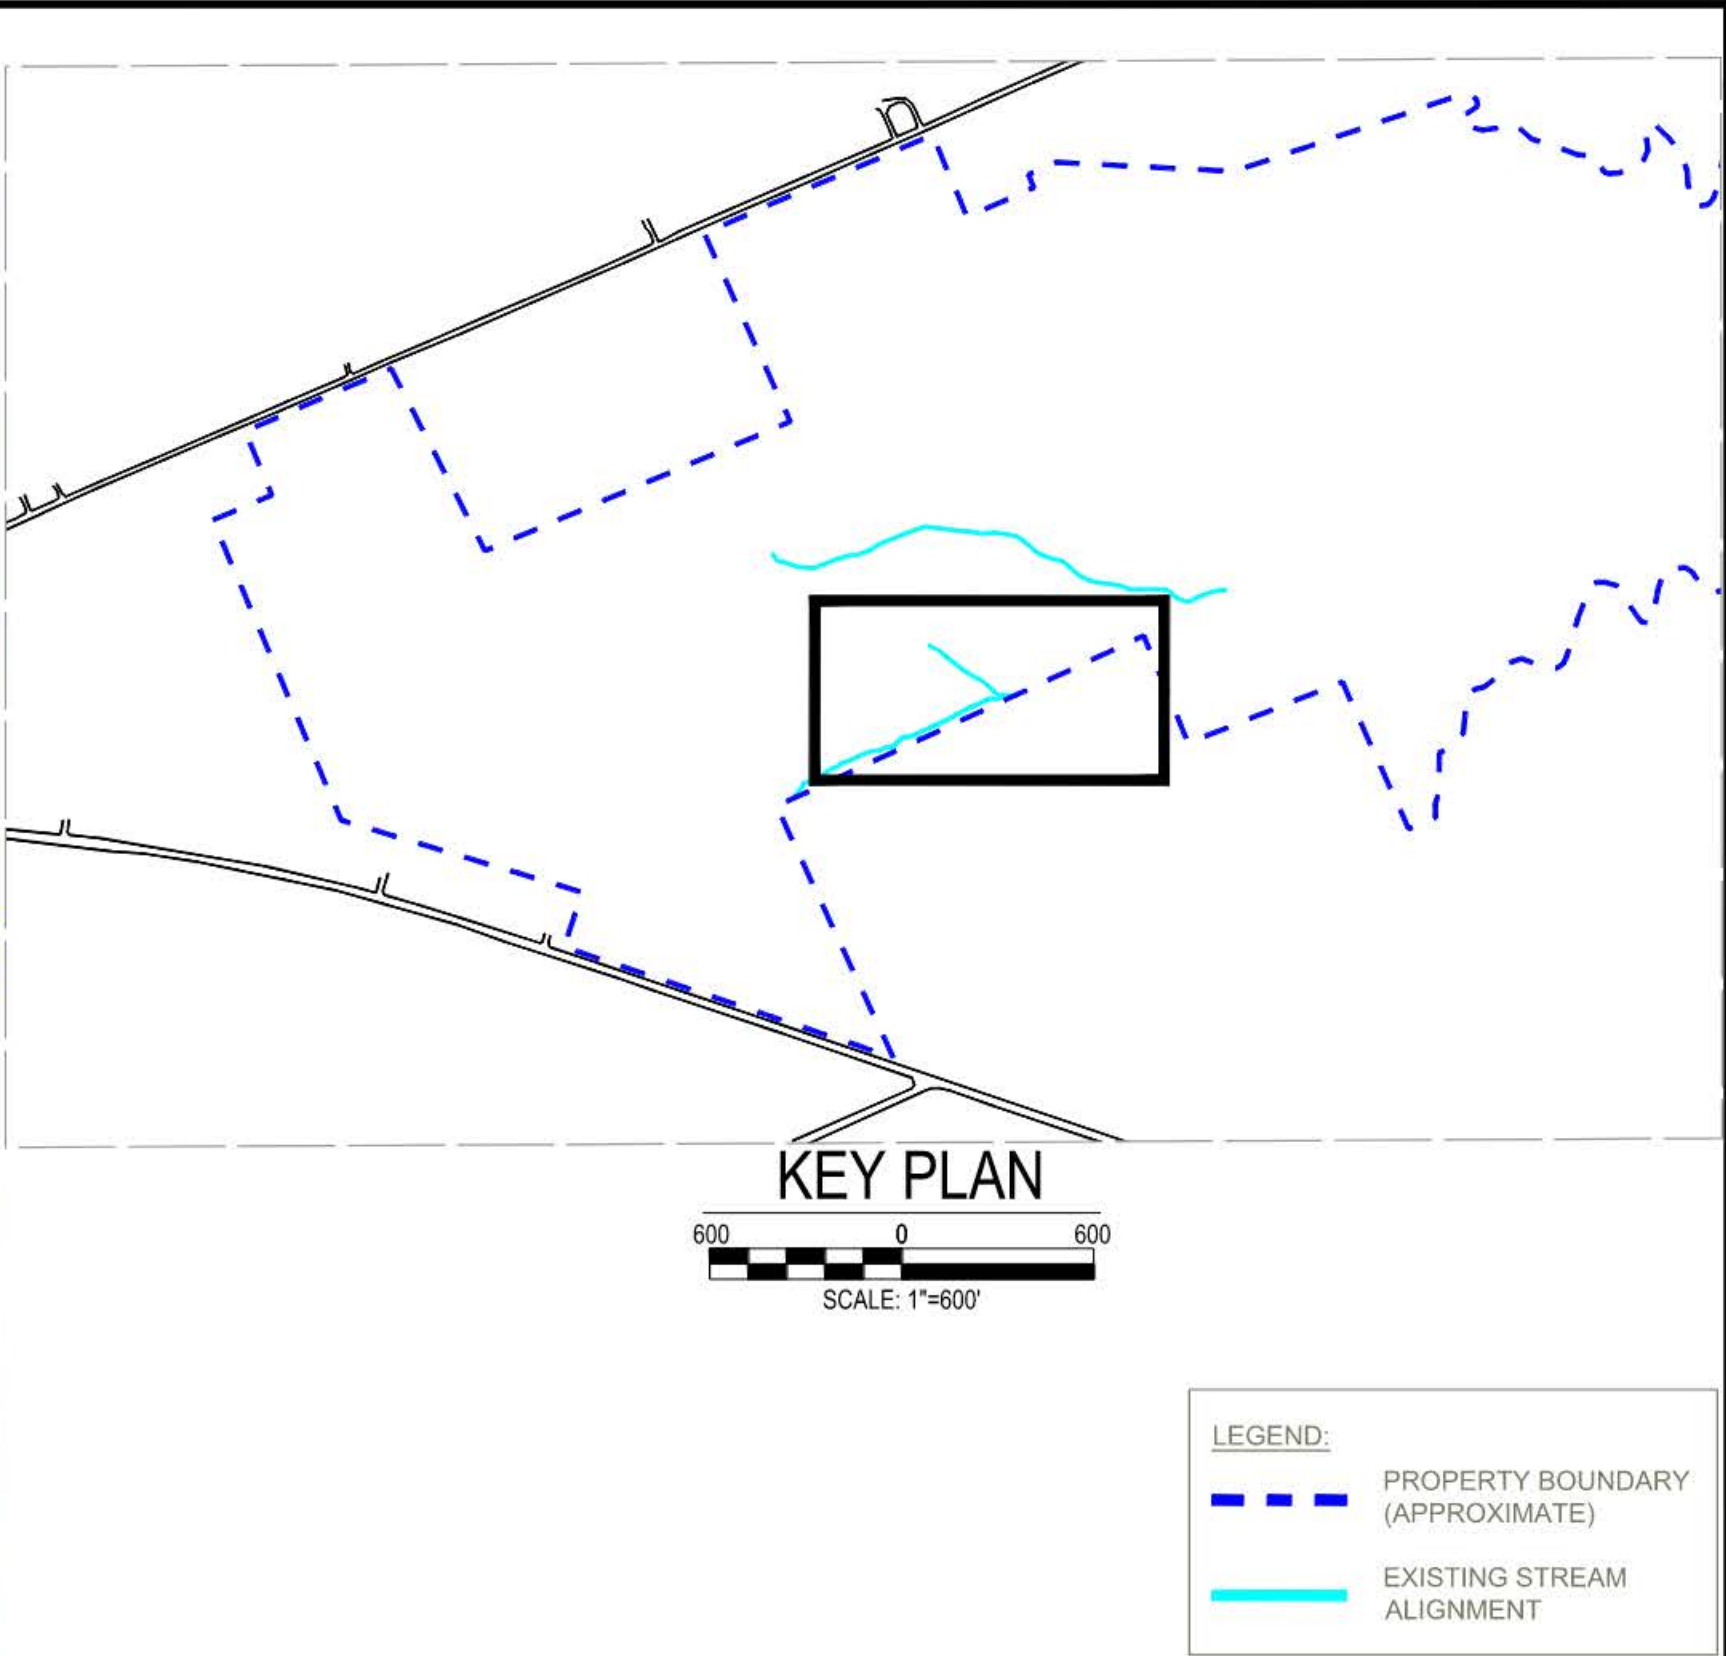 KEY PLAN
600 0 600
SCALE: 1"=600'
LEGEND:
PROPERTY BOUNDARY
(APPROXIMATE)
EXISTING STREAM
ALIGNMENT